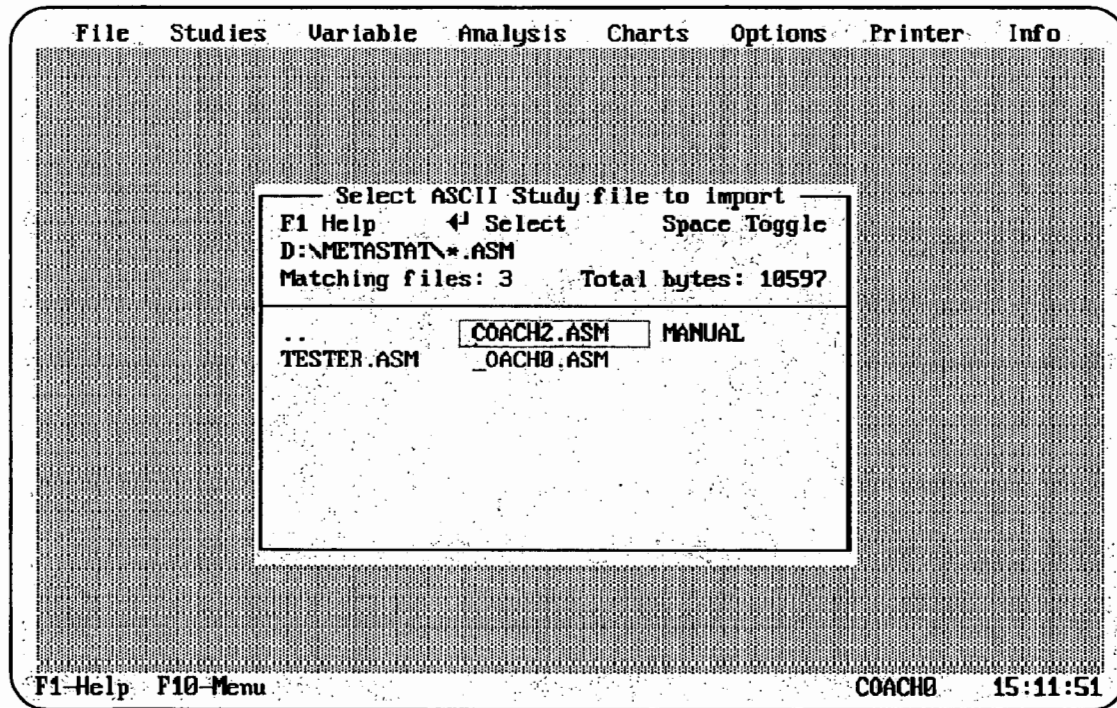 File Studies Variable Analysis Charts Options Printer Info
Select ASCII Study file to import
F1 Help ↵ Select Space Toggle
D:\METASTAT\*.ASM
Matching files: 3 Total bytes: 10597
.. COACH2.ASM MANUAL
TESTER.ASM _OACH0.ASM
F1-Help F10-Menu COACH0 15:11:51